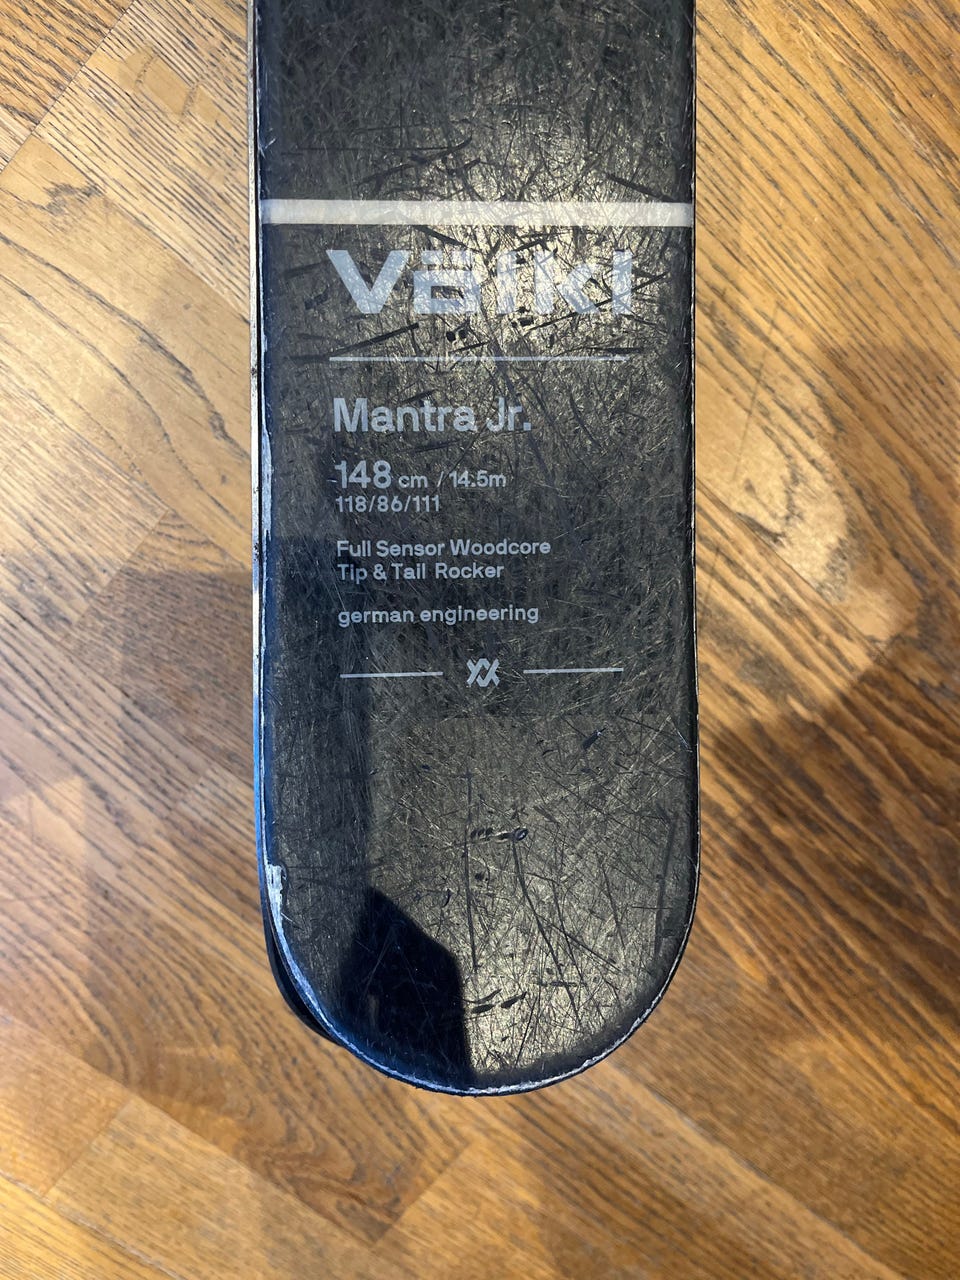 Völkl
Mantra Jr.
148 cm / 14.5m
118/86/111
Full Sensor Woodcore
Tip & Tail Rocker
german engineering